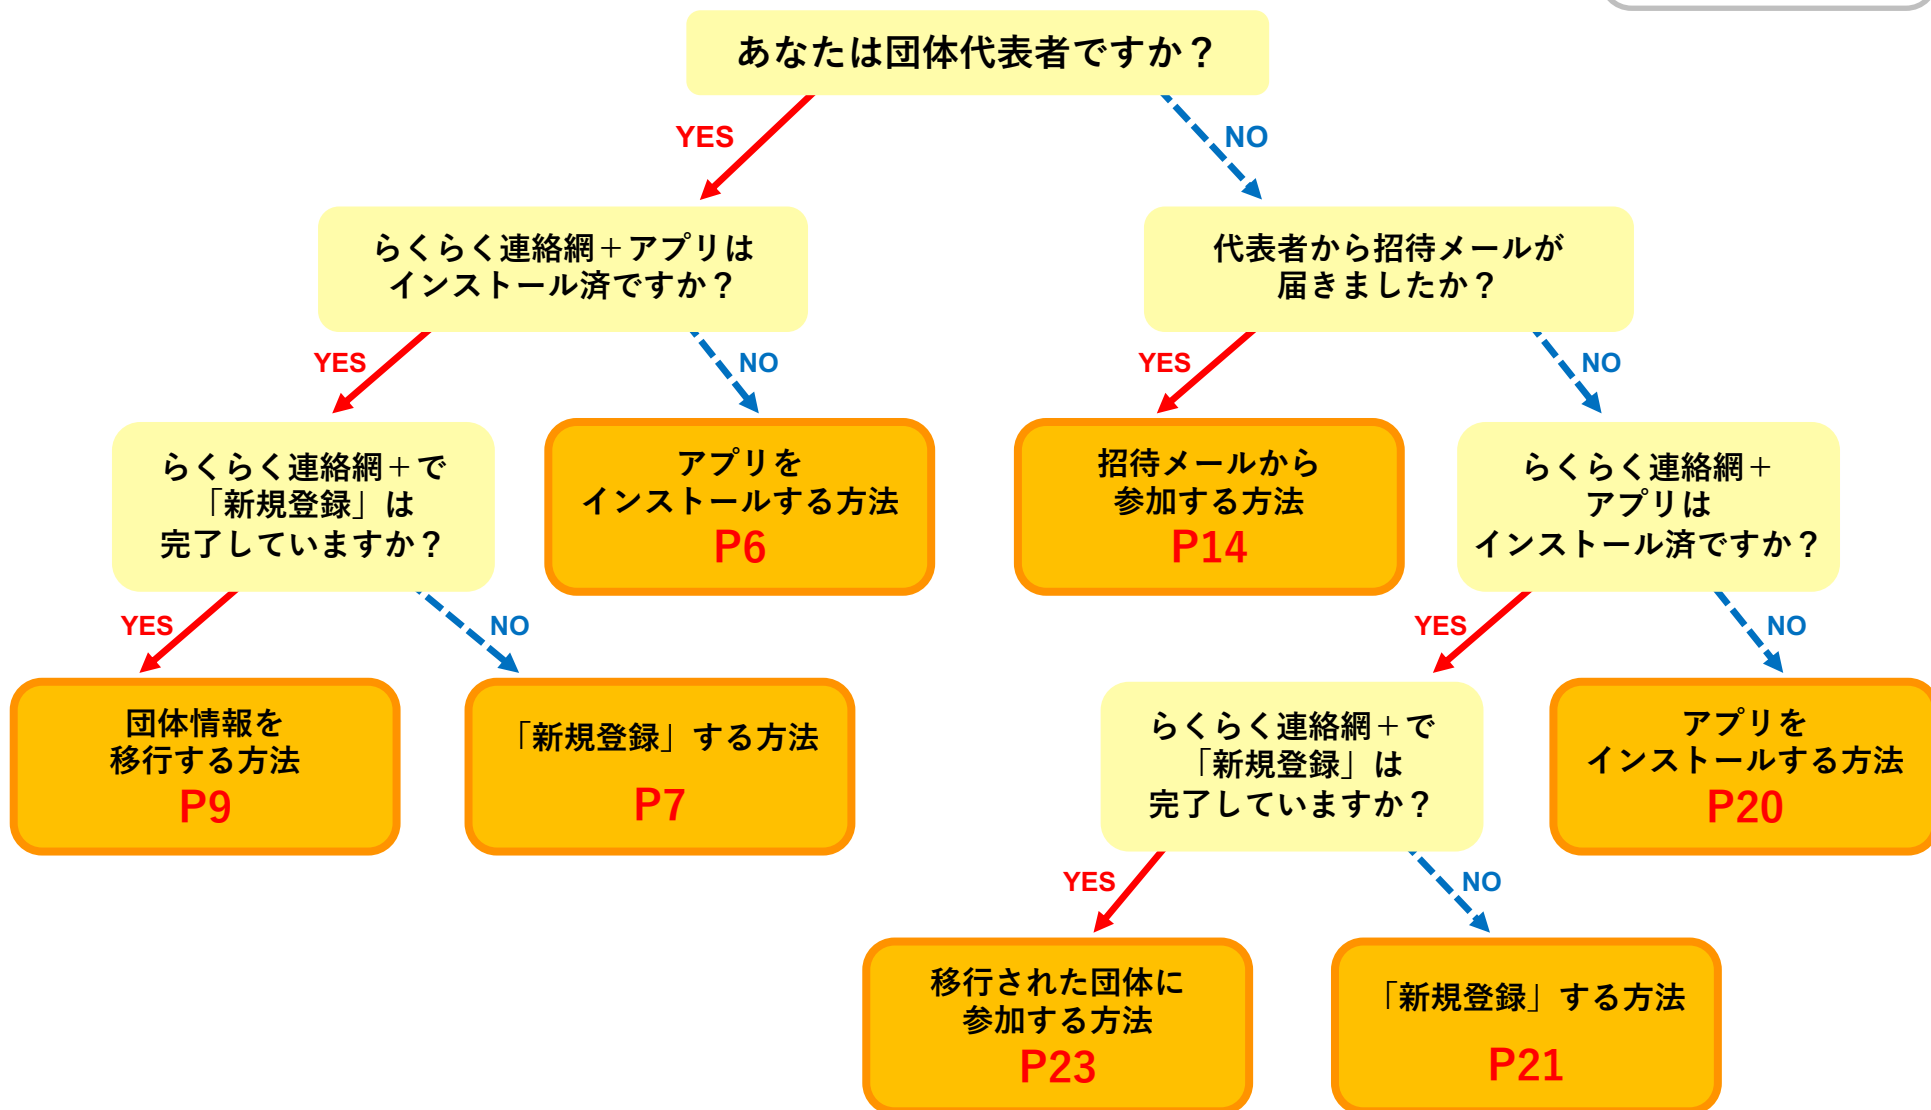 あなたは団体代表者ですか？
YES
NO
らくらく連絡網＋アプリは
インストール済ですか？
代表者から招待メールが
届きましたか？
YES
NO
YES
NO
らくらく連絡網＋で
「新規登録」は
完了していますか？
アプリを
インストールする方法
P6
招待メールから
参加する方法
P14
らくらく連絡網＋
アプリは
インストール済ですか？
YES
NO
YES
NO
団体情報を
移行する方法
P9
「新規登録」する方法
P7
らくらく連絡網＋で
「新規登録」は
完了していますか？
アプリを
インストールする方法
P20
YES
NO
移行された団体に
参加する方法
P23
「新規登録」する方法
P21